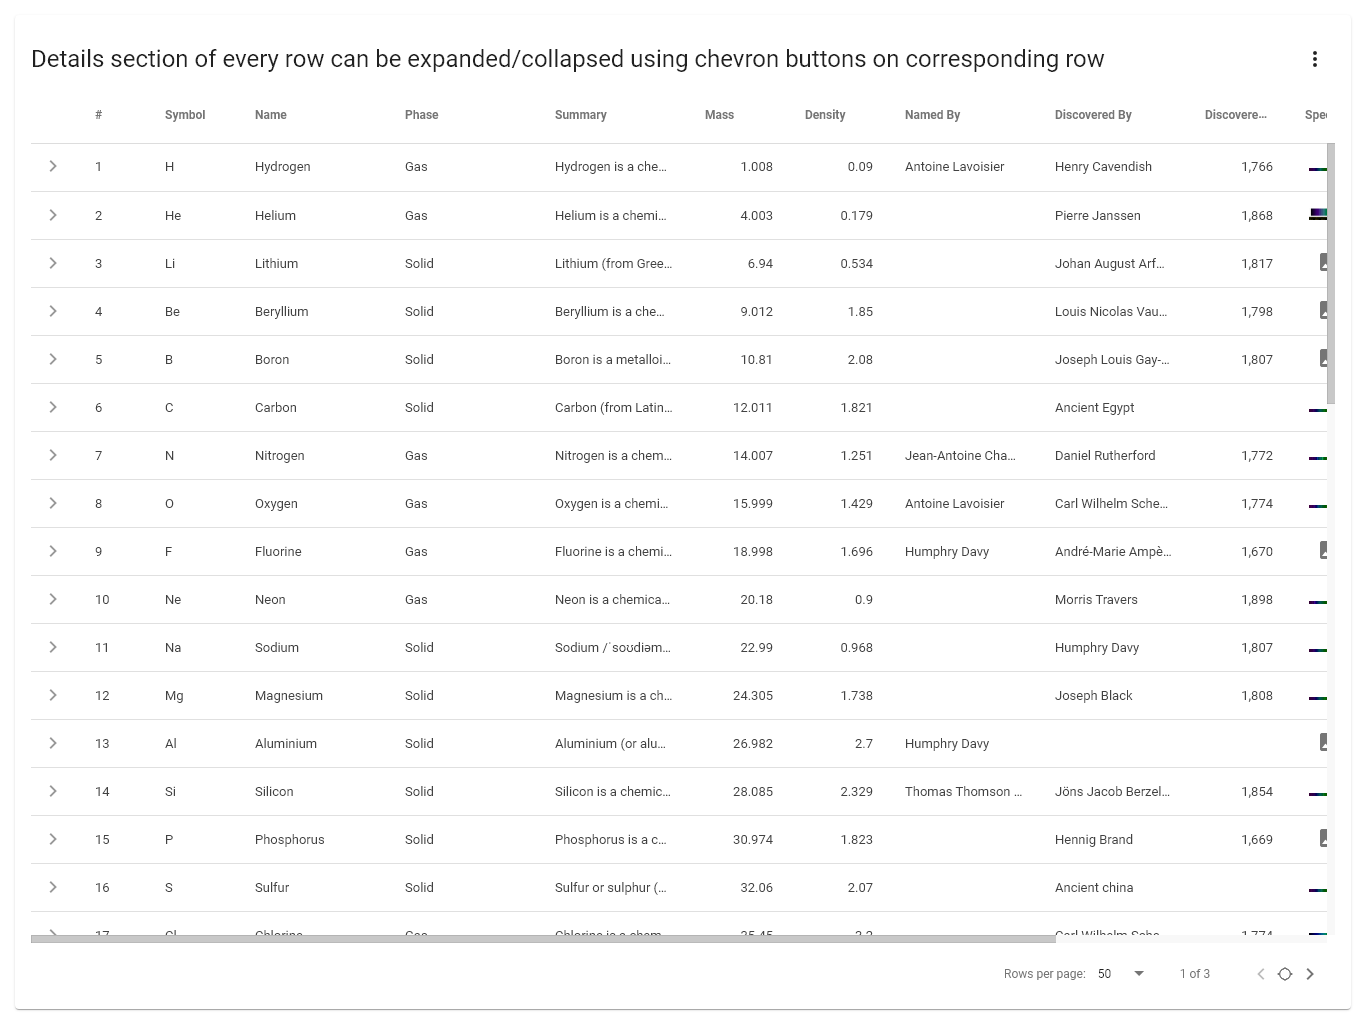 Details section of every row can be expanded/collapsed using chevron buttons on corresponding row
# Symbol Name Phase Summary Mass Density Named By Discovered By Discovere…
1 H Hydrogen Gas Hydrogen is a che… 1.008 0.09 Antoine Lavoisier Henry Cavendish 1,766
2 He Helium Gas Helium is a chemi… 4.003 0.179 Pierre Janssen 1,868
3 Li Lithium Solid Lithium (from Gree… 6.94 0.534 Johan August Arf… 1,817
4 Be Beryllium Solid Beryllium is a che… 9.012 1.85 Louis Nicolas Vau… 1,798
5 B Boron Solid Boron is a metalloi… 10.81 2.08 Joseph Louis Gay-… 1,807
6 C Carbon Solid Carbon (from Latin… 12.011 1.821 Ancient Egypt
7 N Nitrogen Gas Nitrogen is a chem… 14.007 1.251 Jean-Antoine Cha… Daniel Rutherford 1,772
8 O Oxygen Gas Oxygen is a chemi… 15.999 1.429 Antoine Lavoisier Carl Wilhelm Sche… 1,774
9 F Fluorine Gas Fluorine is a chemi… 18.998 1.696 Humphry Davy André-Marie Ampè… 1,670
10 Ne Neon Gas Neon is a chemica… 20.18 0.9 Morris Travers 1,898
11 Na Sodium Solid Sodium /ˈsoʊdiəm… 22.99 0.968 Humphry Davy 1,807
12 Mg Magnesium Solid Magnesium is a ch… 24.305 1.738 Joseph Black 1,808
13 Al Aluminium Solid Aluminium (or alu… 26.982 2.7 Humphry Davy
14 Si Silicon Solid Silicon is a chemic… 28.085 2.329 Thomas Thomson … Jöns Jacob Berzel… 1,854
15 P Phosphorus Solid Phosphorus is a c… 30.974 1.823 Hennig Brand 1,669
16 S Sulfur Solid Sulfur or sulphur (… 32.06 2.07 Ancient china
17 Cl Chlorine Gas Chlorine is a chem… 35.45 3.2 Carl Wilhelm Sche… 1,774
Rows per page: 50 1 of 3